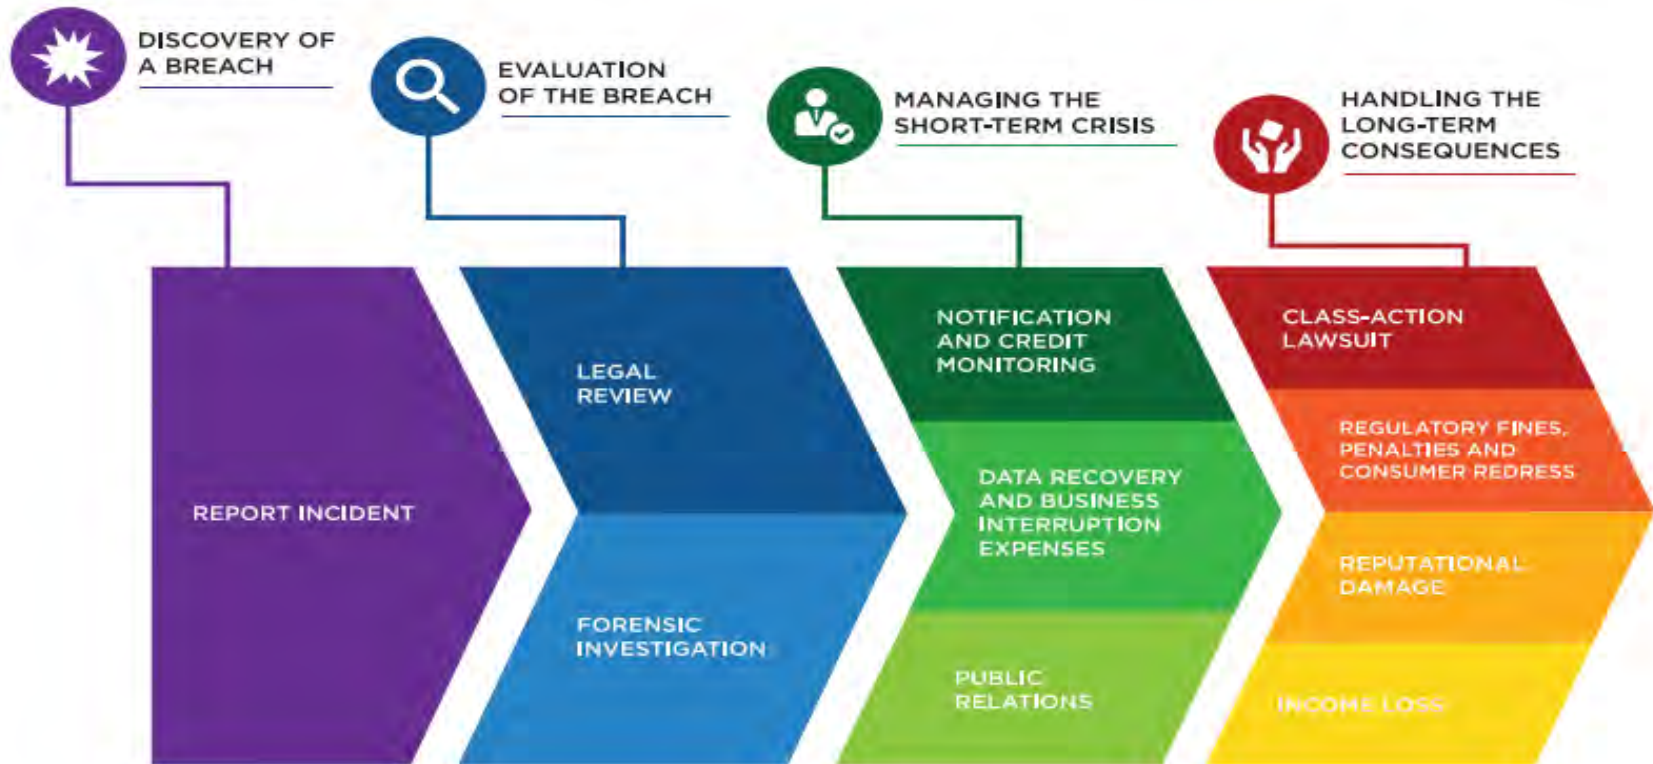 DISCOVERY OF
A BREACH
EVALUATION
OF THE BREACH
MANAGING THE
SHORT-TERM CRISIS
HANDLING THE
LONG-TERM
CONSEQUENCES
REPORT INCIDENT
LEGAL
REVIEW
FORENSIC
INVESTIGATION
NOTIFICATION
AND CREDIT
MONITORING
DATA RECOVERY
AND BUSINESS
INTERRUPTION
EXPENSES
PUBLIC
RELATIONS
CLASS-ACTION
LAWSUIT
REGULATORY FINES,
PENALTIES AND
CONSUMER REDRESS
REPUTATIONAL
DAMAGE
INCOME LOSS